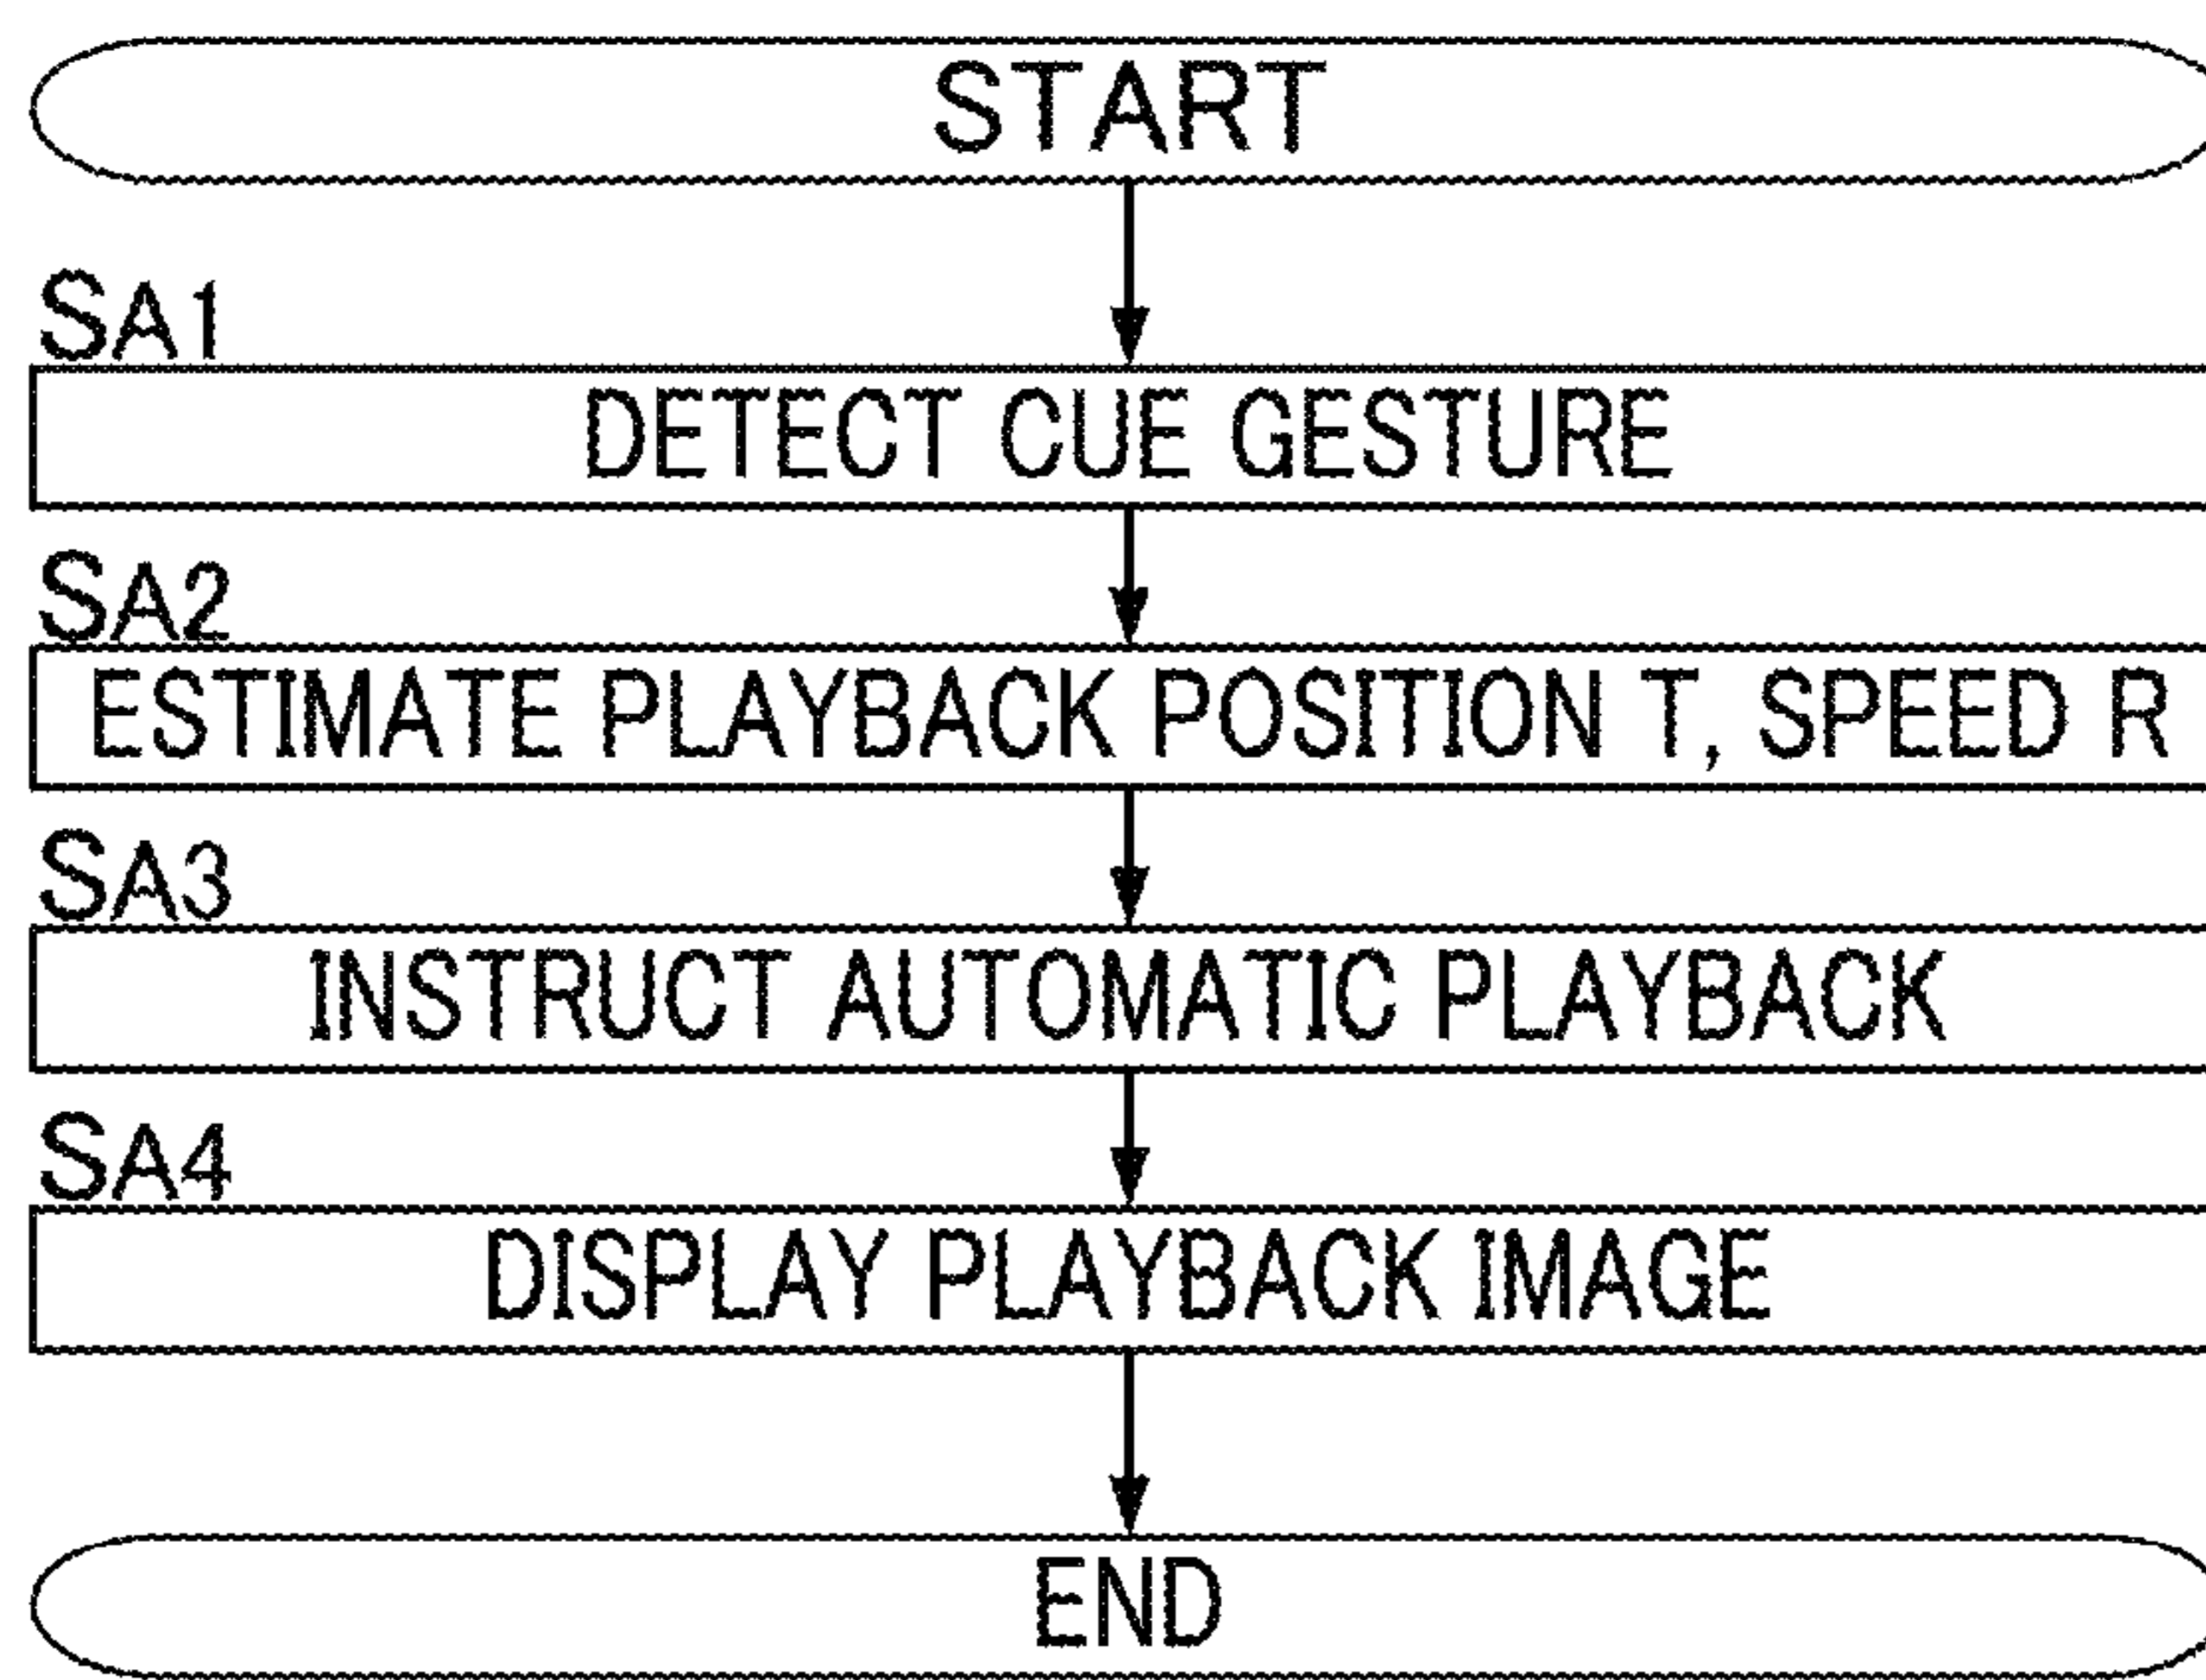 START
SA1
DETECT CUE GESTURE
SA2
ESTIMATE PLAYBACK POSITION T, SPEED R
SA3
INSTRUCT AUTOMATIC PLAYBACK
SA4
DISPLAY PLAYBACK IMAGE
END